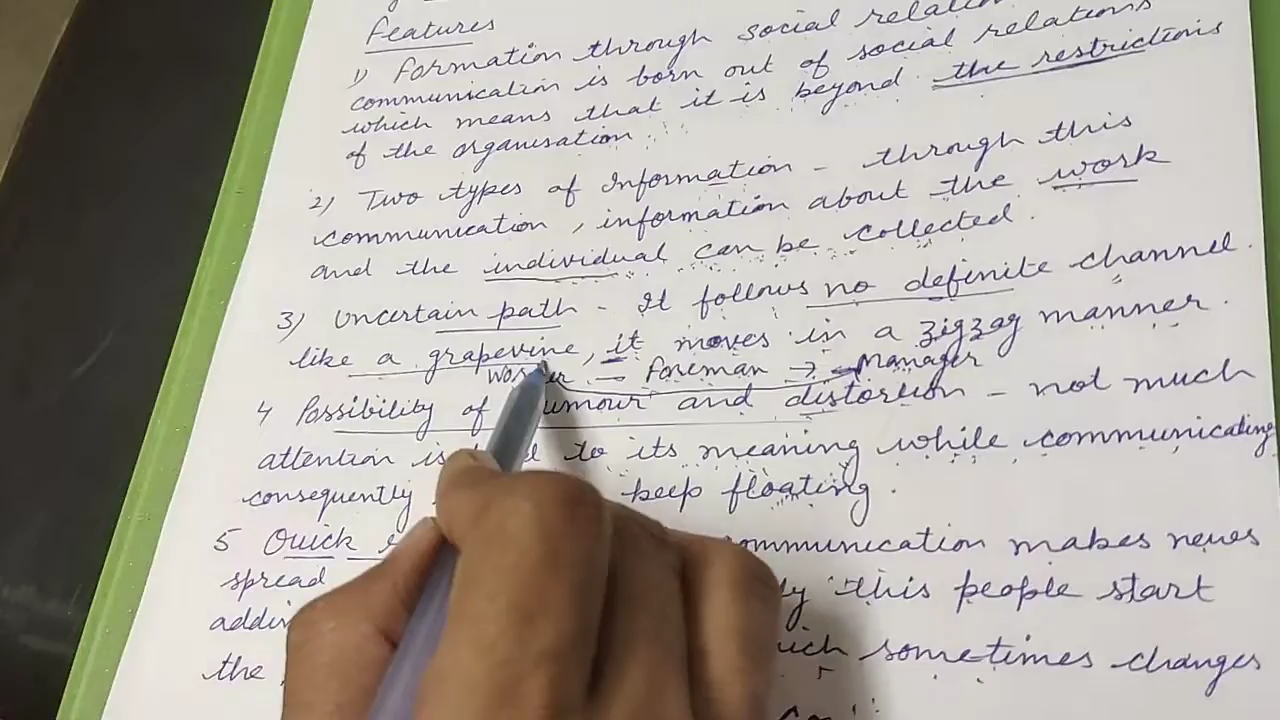 Features
1) Formation through social
communication is born out of social relations
which means that it is beyond the restrictions
of the organisation.
2) Two types of Information - through this
communication, information about the work
and the individual can be collected.
3) Uncertain path - It follows no definite channel.
like a grapevine, it moves in a zigzag manner.
— Foreman → Manager
4 Possibility of and distortion - not much
attention is to its meaning while communicating
consequently keep floating.
5 Quick communication makes news
spread this people start
the sometimes changes